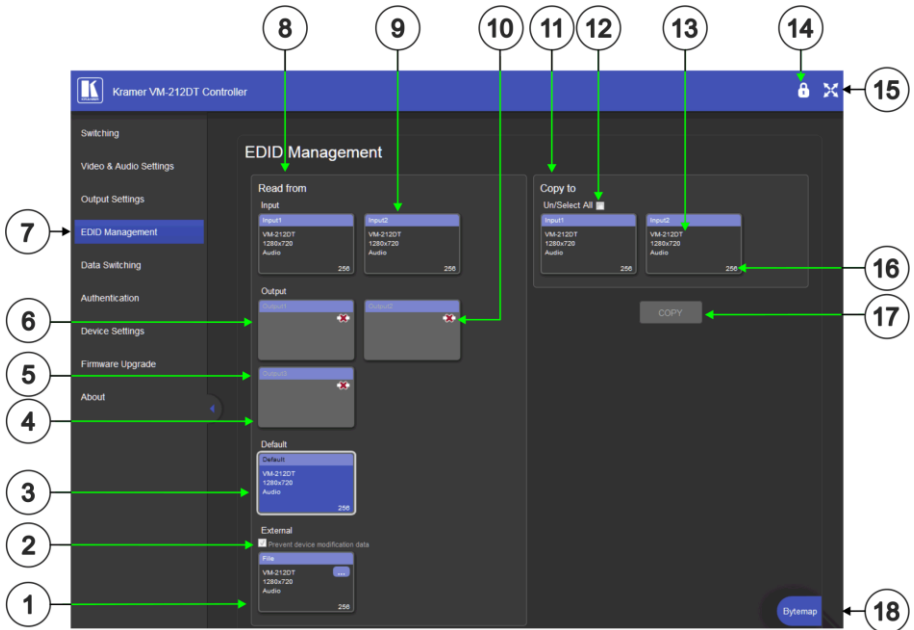 8
9
10
11
12
13
14
15
Kramer VM-212DT Controller
Switching
Video & Audio Settings
Output Settings
EDID Management
Data Switching
Authentication
Device Settings
Firmware Upgrade
About
7
6
5
4
3
2
1
EDID Management
Read from
Input
Input1
VM-212DT
1280x720
Audio
256
Input2
VM-212DT
1280x720
Audio
256
Output
Output1
Output2
Output3
Default
Default
VM-212DT
1280x720
Audio
256
External
Prevent device modification data
File
...
VM-212DT
1280x720
Audio
256
Copy to
Un/Select All
Input1
VM-212DT
1280x720
Audio
256
Input2
VM-212DT
1280x720
Audio
256
COPY
16
17
Bytemap
18